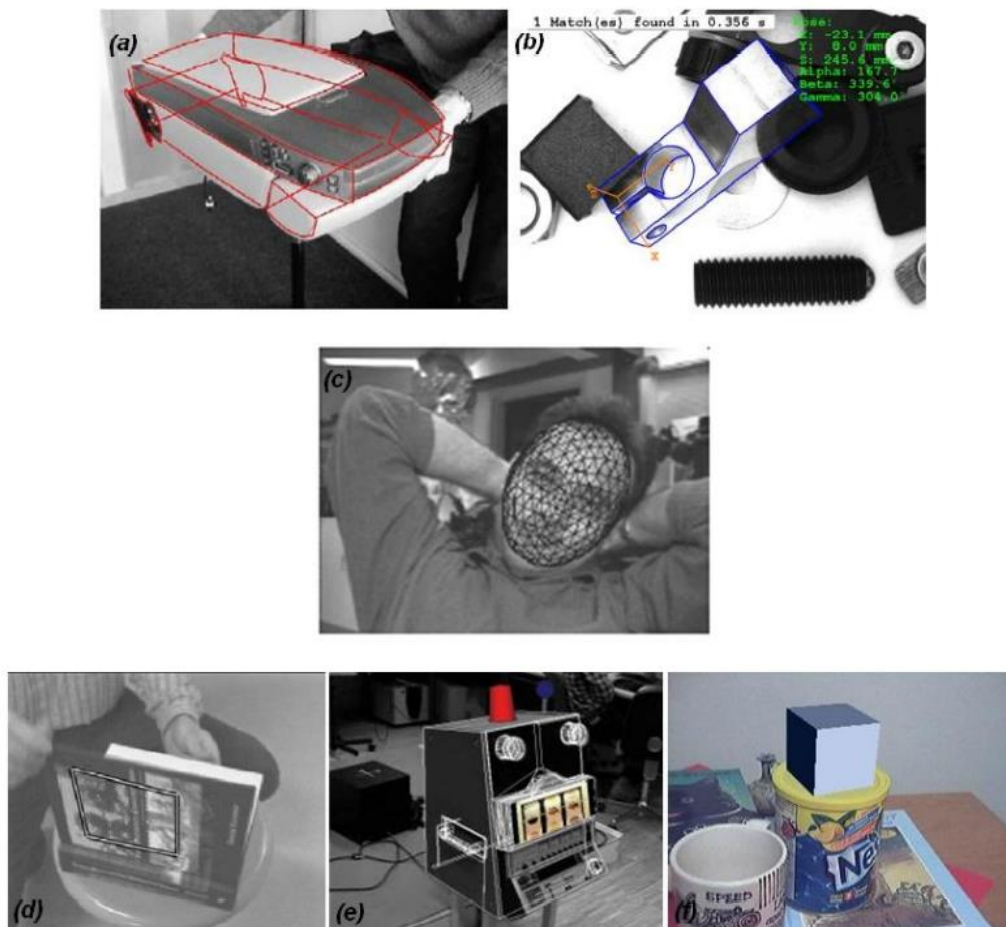 (a)
(b)
1 Match(es) found in 0.356 s
Pose:
X: -23.1 mm
Y: 8.0 mm
S: 245.6 mm
Alpha: 167.7°
Beta: 339.6°
Gamma: 304.0°
X
(c)
(d)
(e)
(f)
SPEED
Nes